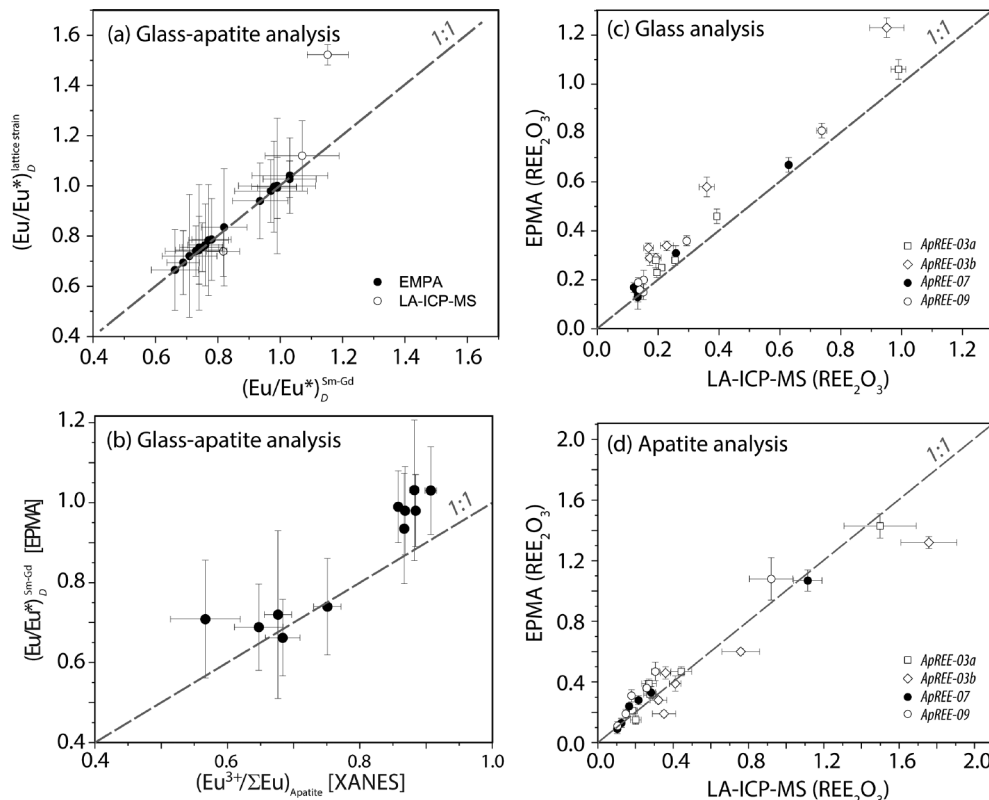 (a) Glass-apatite analysis
1:1
(Eu/Eu*)D lattice strain
1.6
1.4
1.2
1.0
0.8
0.6
0.4
EMPA
LA-ICP-MS
0.4 0.6 0.8 1.0 1.2 1.4 1.6
(Eu/Eu*)D Sm-Gd
(b) Glass-apatite analysis
1:1
(Eu/Eu*)D Sm-Gd [EPMA]
1.2
1.0
0.8
0.6
0.4
0.4 0.6 0.8 1.0
(Eu3+/ΣEu)Apatite [XANES]
(c) Glass analysis
1:1
EPMA (REE2O3)
1.2
1.0
0.8
0.6
0.4
0.2
0.0
ApREE-03a
ApREE-03b
ApREE-07
ApREE-09
0.0 0.2 0.4 0.6 0.8 1.0 1.2
LA-ICP-MS (REE2O3)
(d) Apatite analysis
1:1
EPMA (REE2O3)
2.0
1.6
1.2
0.8
0.4
0.0
ApREE-03a
ApREE-03b
ApREE-07
ApREE-09
0.0 0.4 0.8 1.2 1.6 2.0
LA-ICP-MS (REE2O3)